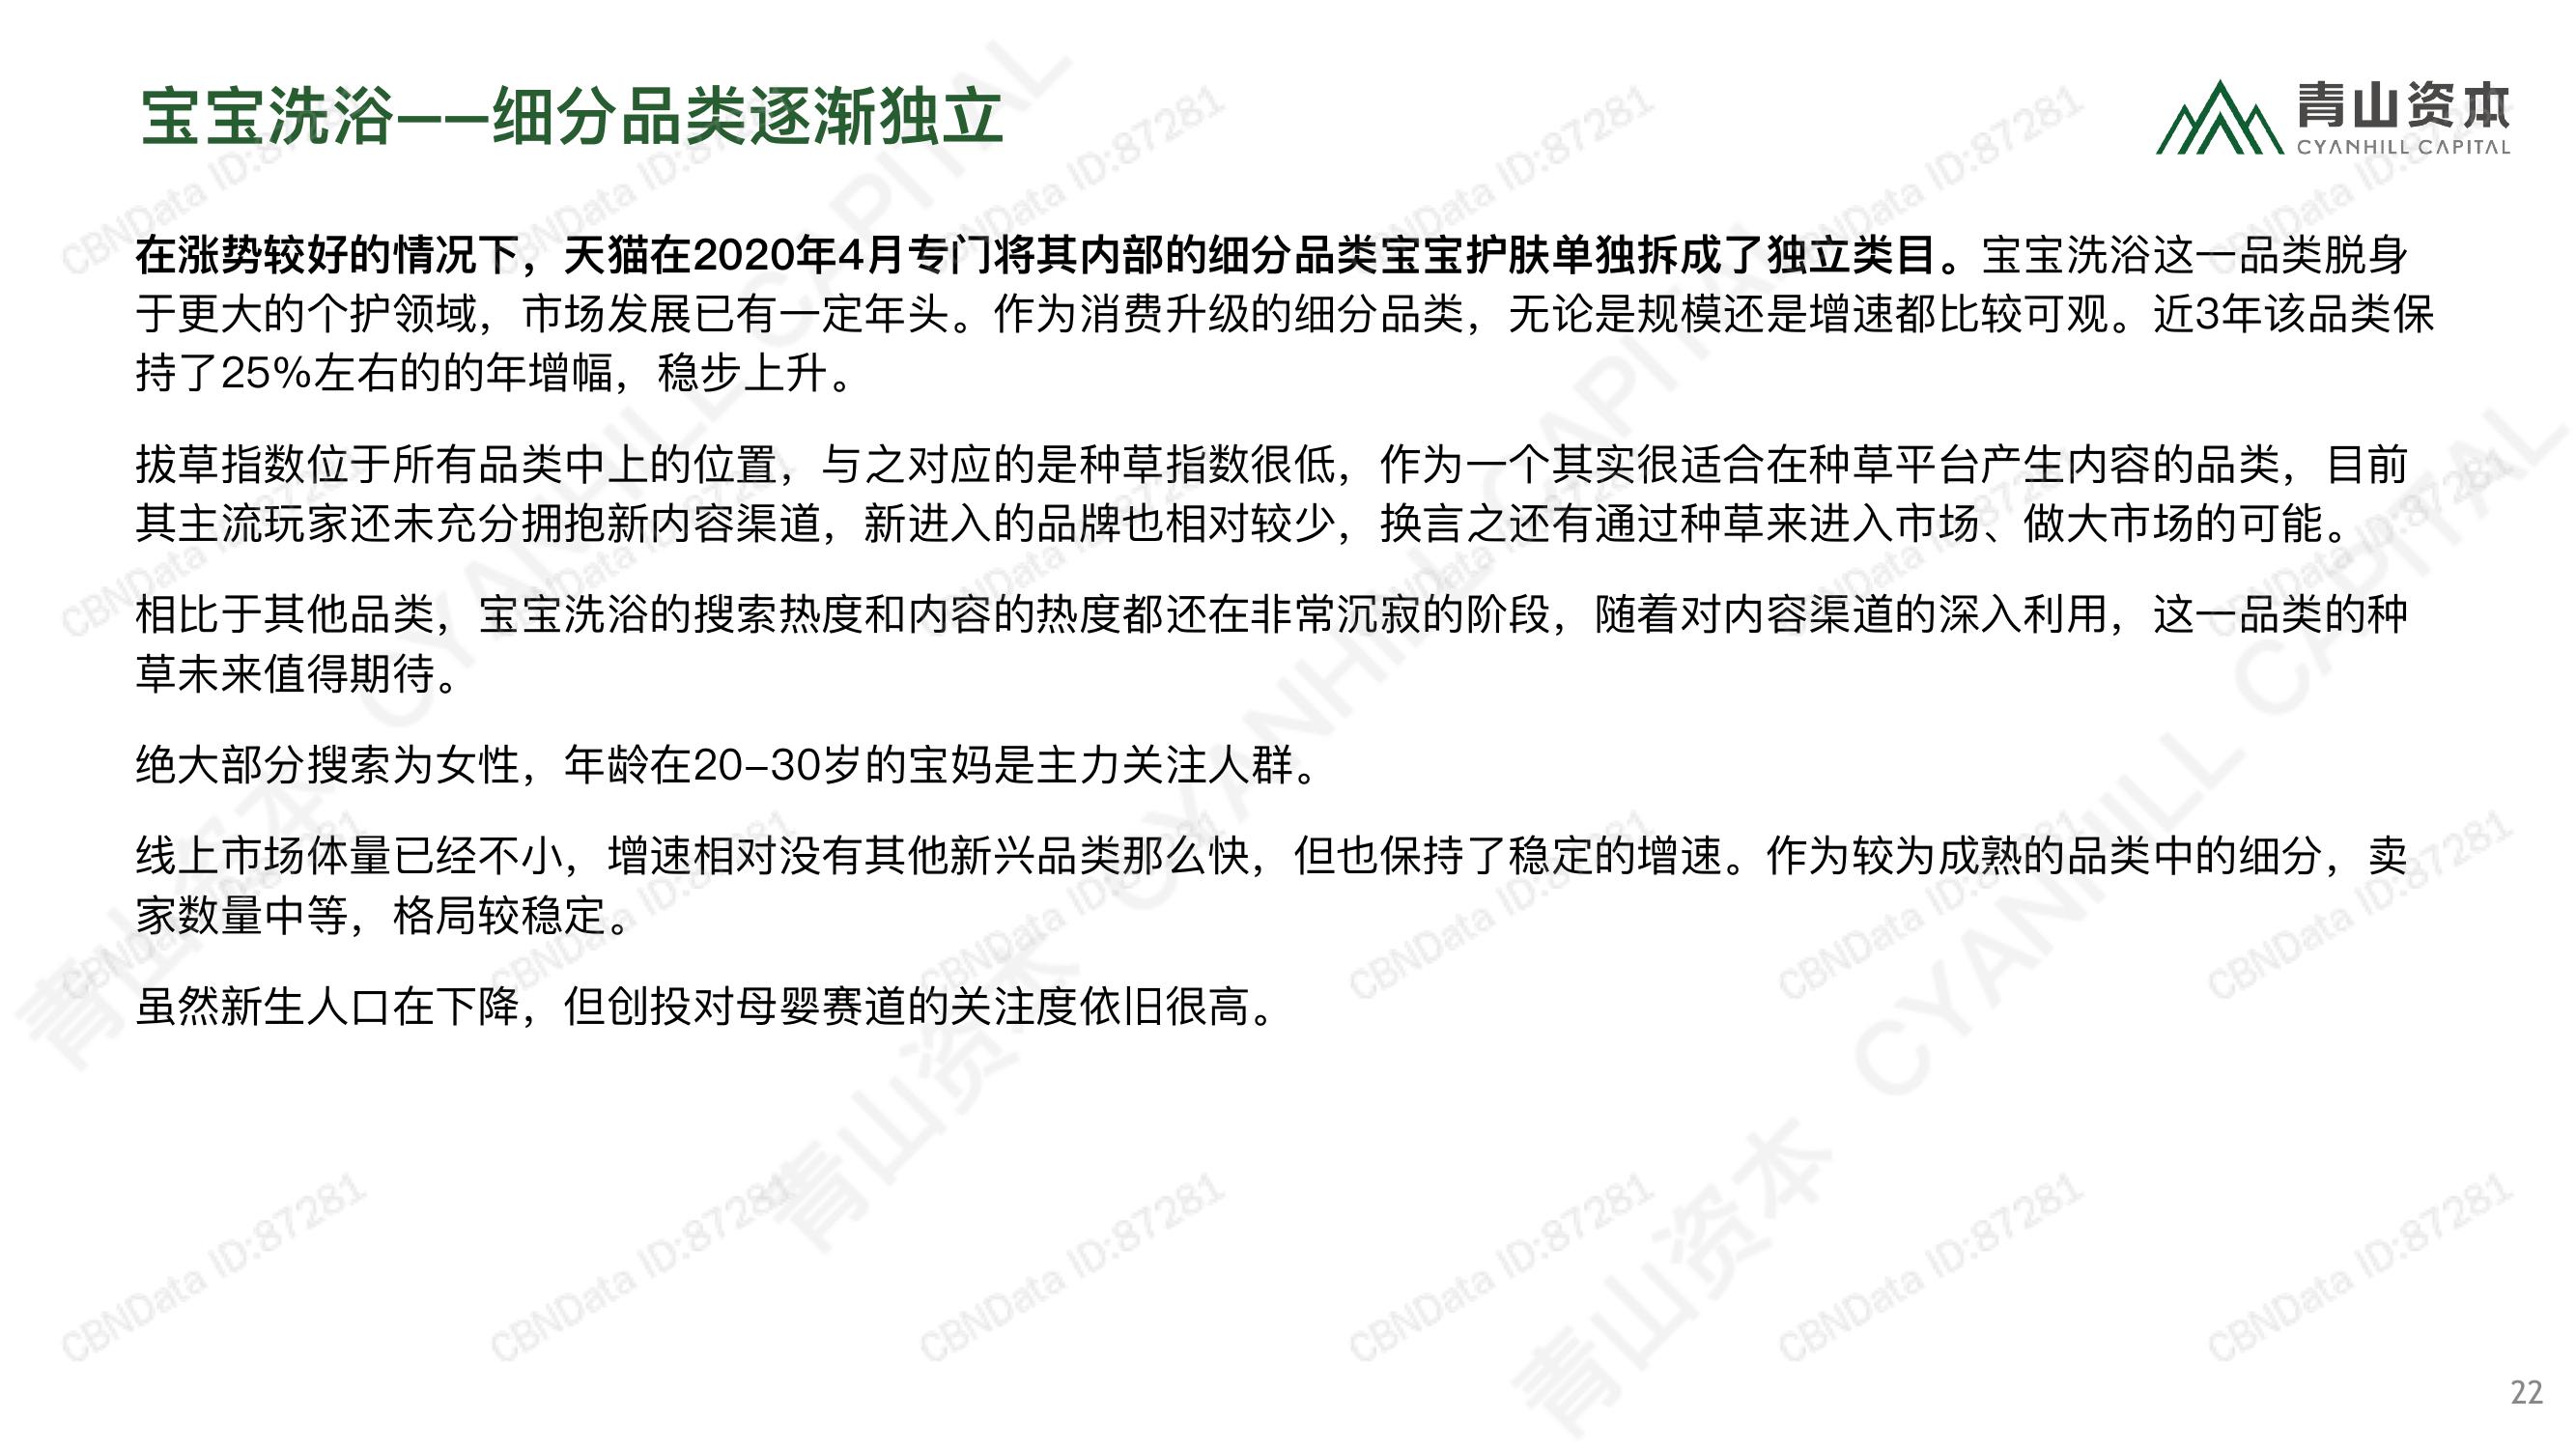 宝宝洗浴——细分品类逐渐独立
青山资本
CYANHILL CAPITAL
在涨势较好的情况下，天猫在2020年4月专门将其内部的细分品类宝宝护肤单独拆成了独立类目。宝宝洗浴这一品类脱身
于更大的个护领域，市场发展已有一定年头。作为消费升级的细分品类，无论是规模还是增速都比较可观。近3年该品类保
持了25%左右的的年增幅，稳步上升。
拔草指数位于所有品类中上的位置，与之对应的是种草指数很低，作为一个其实很适合在种草平台产生内容的品类，目前
其主流玩家还未充分拥抱新内容渠道，新进入的品牌也相对较少，换言之还有通过种草来进入市场、做大市场的可能。
相比于其他品类，宝宝洗浴的搜索热度和内容的热度都还在非常沉寂的阶段，随着对内容渠道的深入利用，这一品类的种
草未来值得期待。
绝大部分搜索为女性，年龄在20-30岁的宝妈是主力关注人群。
线上市场体量已经不小，增速相对没有其他新兴品类那么快，但也保持了稳定的增速。作为较为成熟的品类中的细分，卖
家数量中等，格局较稳定。
虽然新生人口在下降，但创投对母婴赛道的关注度依旧很高。
CBNData ID:87281
青山资本 CYANHILL CAPITAL
22